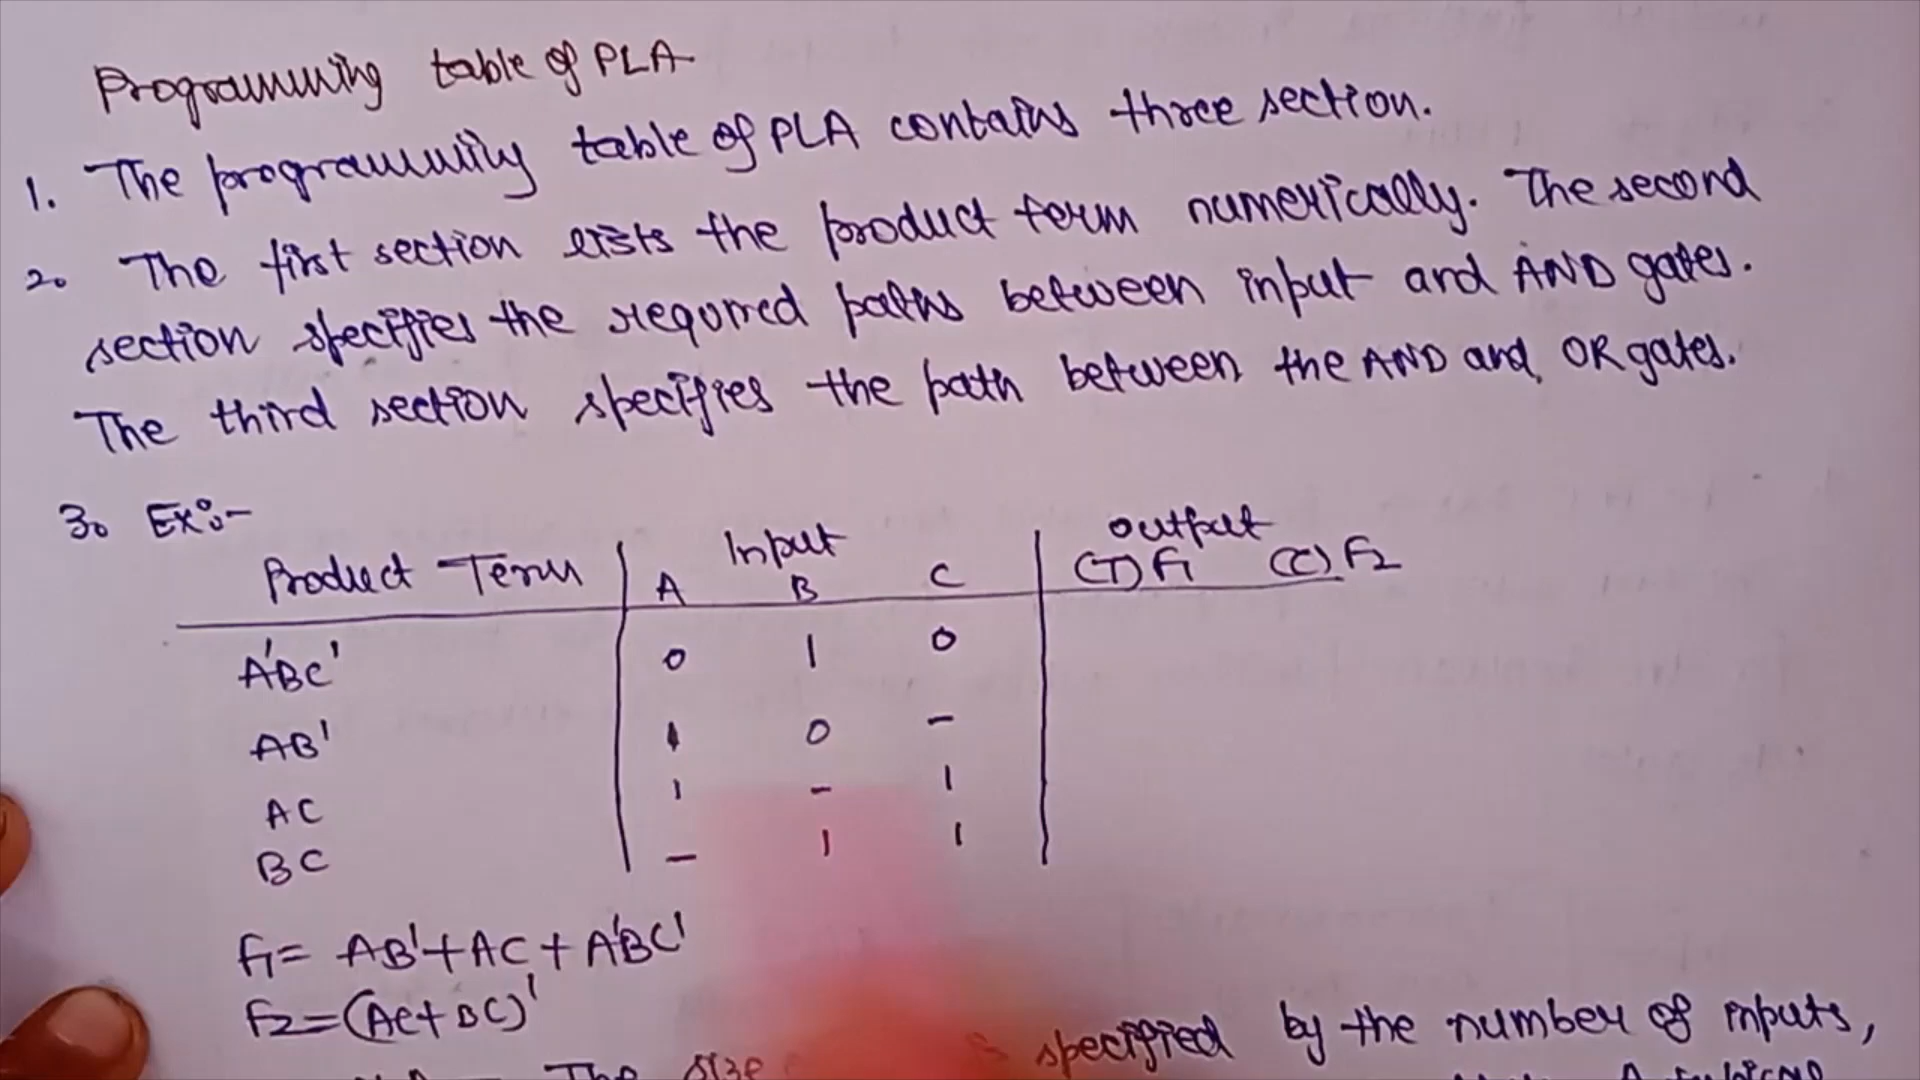 Programming table of PLA
1. The programming table of PLA contains three section.
2. The first section lists the product term numerically. The second
section specifies the required paths between input and AND gates.
The third section specifies the path between the AND and OR gates.
3. Ex:-
Product Term Input output
A B C (T) F1 (C) F2
A'BC' 0 1 0
AB' 1 0 -
AC 1 - 1
BC - 1 1
F1 = AB'+AC+A'BC'
F2=(AC+BC)'
The size specified by the number of inputs,